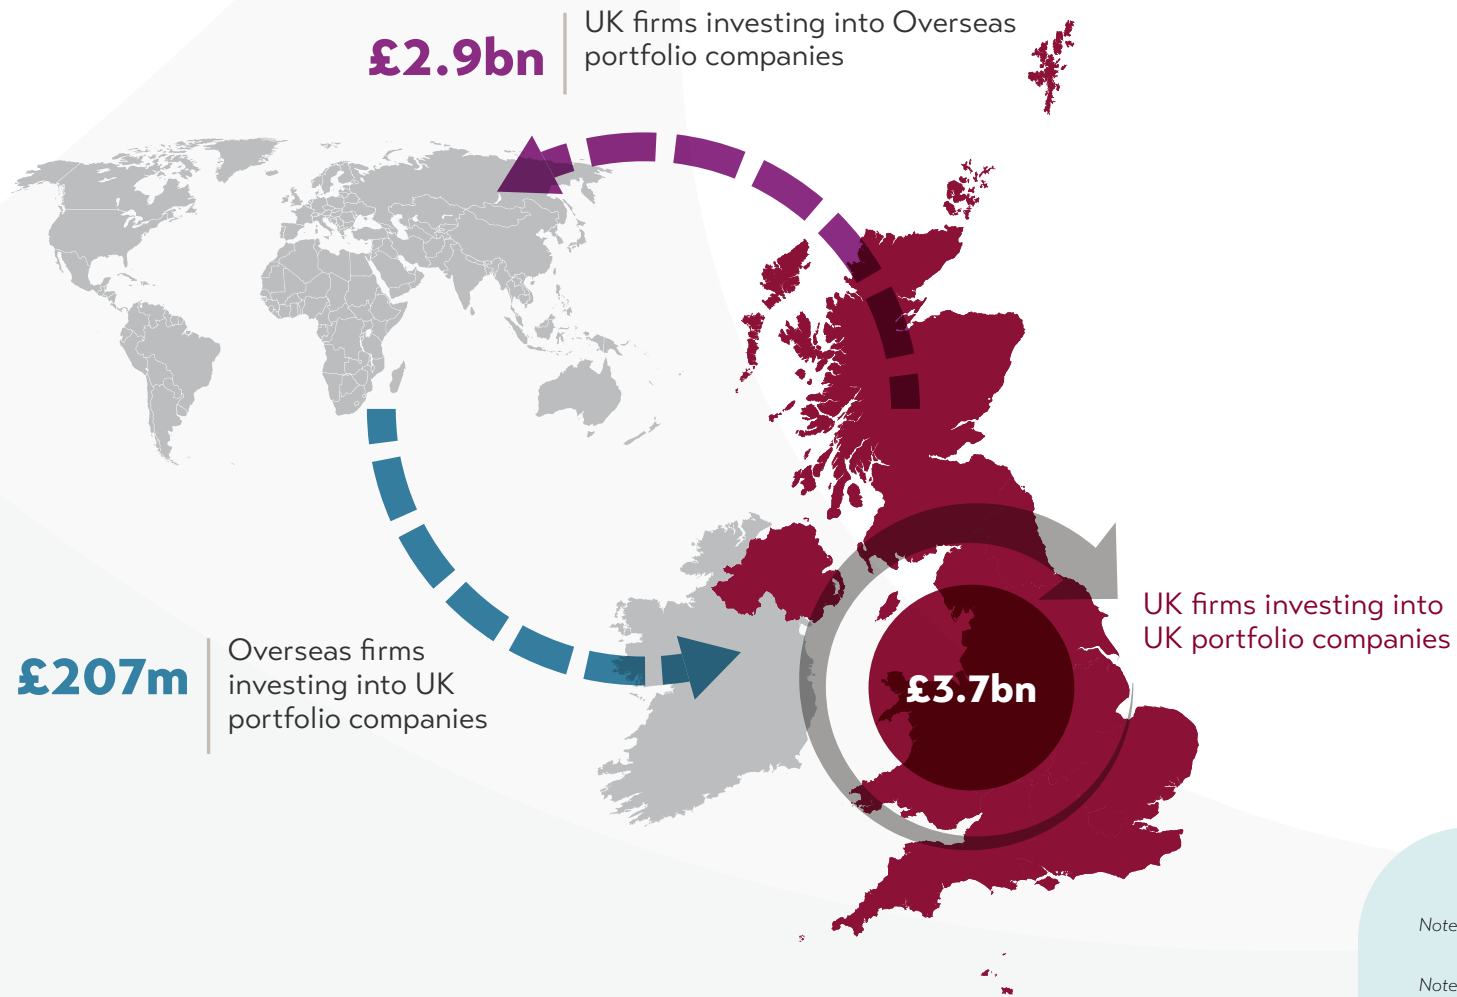 £2.9bn
UK firms investing into Overseas
portfolio companies
£207m
Overseas firms
investing into UK
portfolio companies
£3.7bn
UK firms investing into
UK portfolio companies
Note
Note